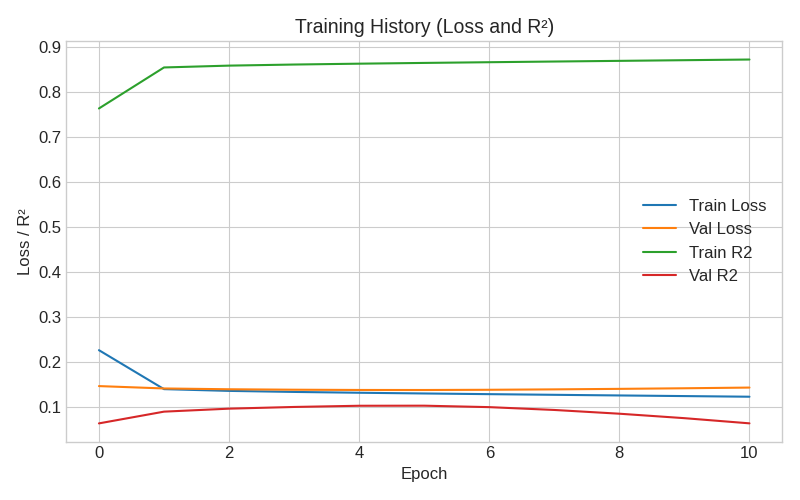 Training History (Loss and R²)
0.9
0.8
0.7
0.6
0.5
0.4
0.3
0.2
0.1
Loss / R²
Train Loss
Val Loss
Train R2
Val R2
0 2 4 6 8 10
Epoch